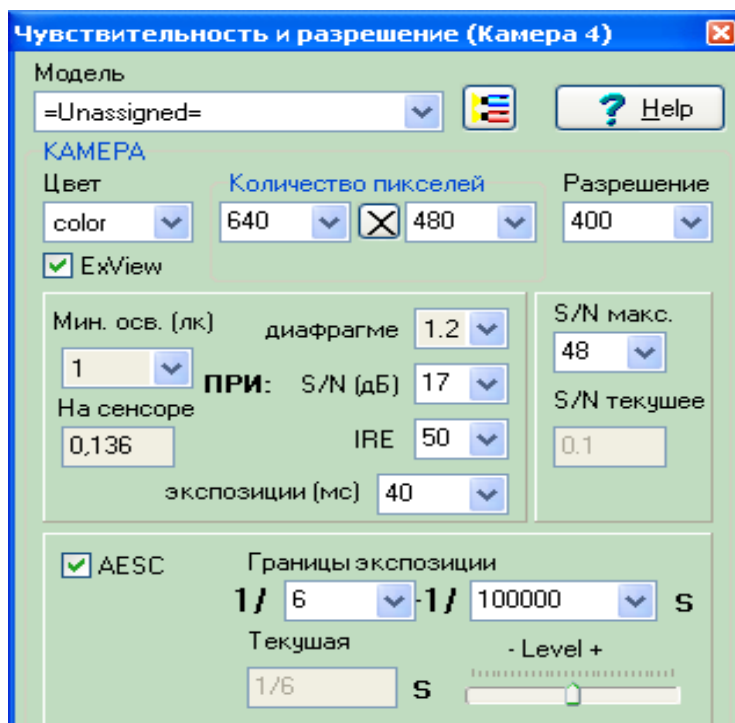 Чувствительность и разрешение (Камера 4)
Модель
=Unassigned=
? Help
КАМЕРА
Цвет
Количество пикселей
Разрешение
color
640
X
480
400
ExView
Мин. осв. (лк)
диафрагме
1.2
S/N макс.
1
ПРИ:
S/N (дБ)
17
48
На сенсоре
S/N текушее
0,136
IRE
50
0.1
экспозиции (мс)
40
AESC
Границы экспозиции
1/ 6 -1/ 100000 s
Текушая
- Level +
1/6 s